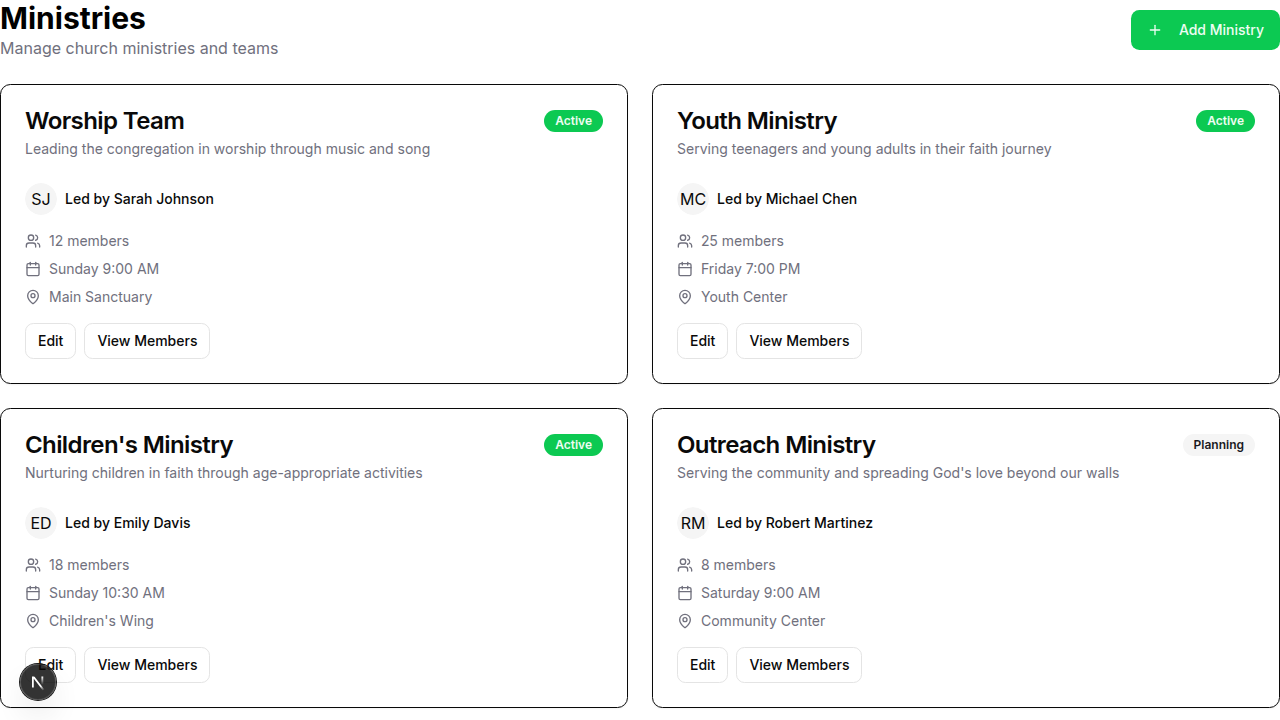 Ministries
Manage church ministries and teams
Add Ministry
Worship Team
Active
Leading the congregation in worship through music and song
SJ Led by Sarah Johnson
12 members
Sunday 9:00 AM
Main Sanctuary
Edit View Members
Youth Ministry
Active
Serving teenagers and young adults in their faith journey
MC Led by Michael Chen
25 members
Friday 7:00 PM
Youth Center
Edit View Members
Children's Ministry
Active
Nurturing children in faith through age-appropriate activities
ED Led by Emily Davis
18 members
Sunday 10:30 AM
Children's Wing
Edit View Members
N
Outreach Ministry
Planning
Serving the community and spreading God's love beyond our walls
RM Led by Robert Martinez
8 members
Saturday 9:00 AM
Community Center
Edit View Members